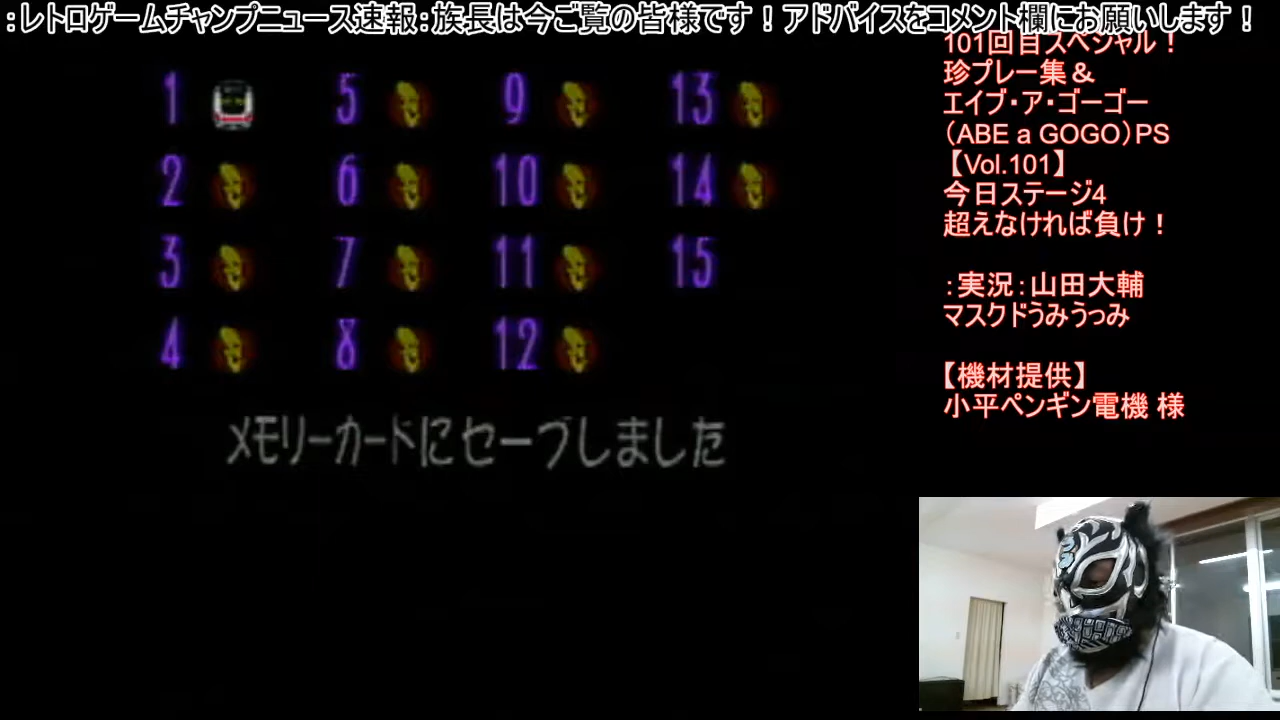 ：レトロゲームチャンプニュース速報：族長は今ご覧の皆様です！アドバイスをコメント欄にお願いします！
101回目スペシャル！
珍プレー集＆
エイブ・ア・ゴーゴー
（ABE a GOGO）PS
【Vol.101】
今日ステージ4
超えなければ負け！
：実況：山田大輔
マスクドうみうっみ
【機材提供】
小平ペンギン電機 様
1 5 9 13
2 6 10 14
3 7 11 15
4 8 12
メモリーカードにセーブしました